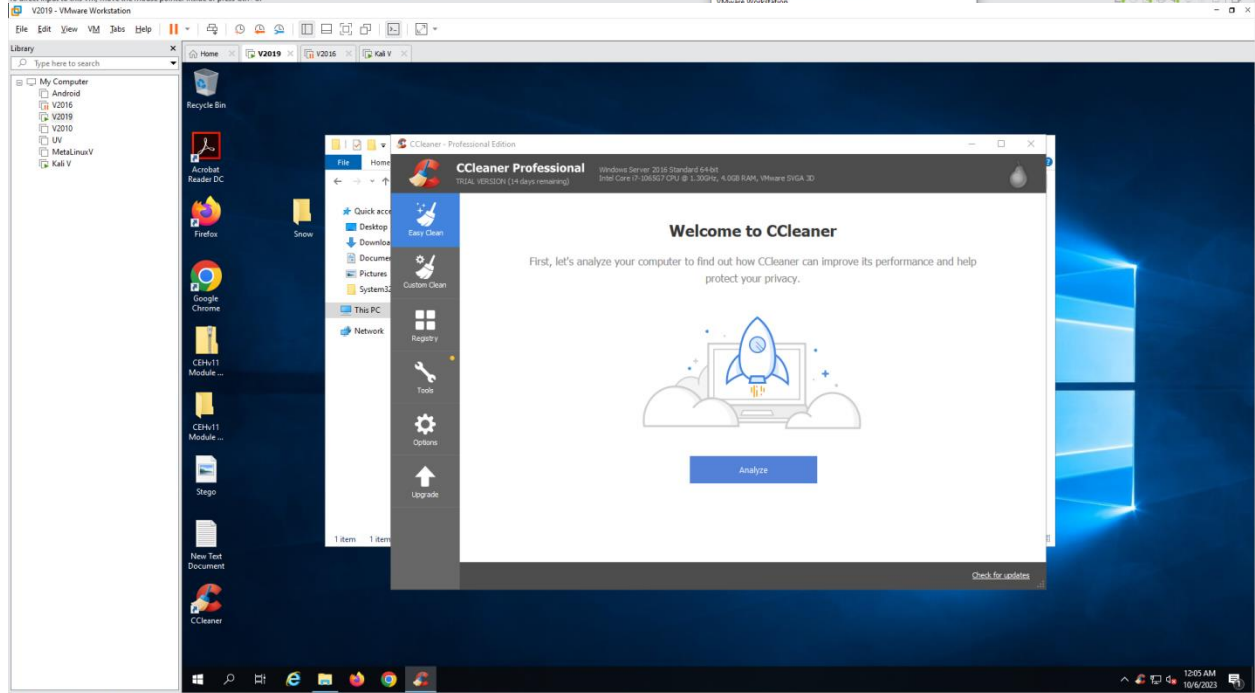 VMware Workstation
V2019 - VMware Workstation
File Edit View VM Tabs Help
Library
Type here to search
My Computer
Android
V2016
V2019
V2010
UV
MetaLinuxV
Kali V
Home
V2019
V2016
Kali V
Recycle Bin
Acrobat
Reader DC
Firefox
Snow
Google
Chrome
CEHv11
Module ...
CEHv11
Module ...
Stego
New Text
Document
CCleaner
File Home
Quick acce
Desktop
Downloa
Docume
Pictures
System32
This PC
Network
1 item 1 item
CCleaner - Professional Edition
CCleaner Professional
TRIAL VERSION (14 days remaining)
Windows Server 2016 Standard 64-bit
Intel Core i7-1065G7 CPU @ 1.30GHz, 4.0GB RAM, VMware SVGA 3D
Easy Clean
Custom Clean
Registry
Tools
Options
Upgrade
Welcome to CCleaner
First, let's analyze your computer to find out how CCleaner can improve its performance and help
protect your privacy.
Analyze
Check for updates
12:05 AM
10/6/2023